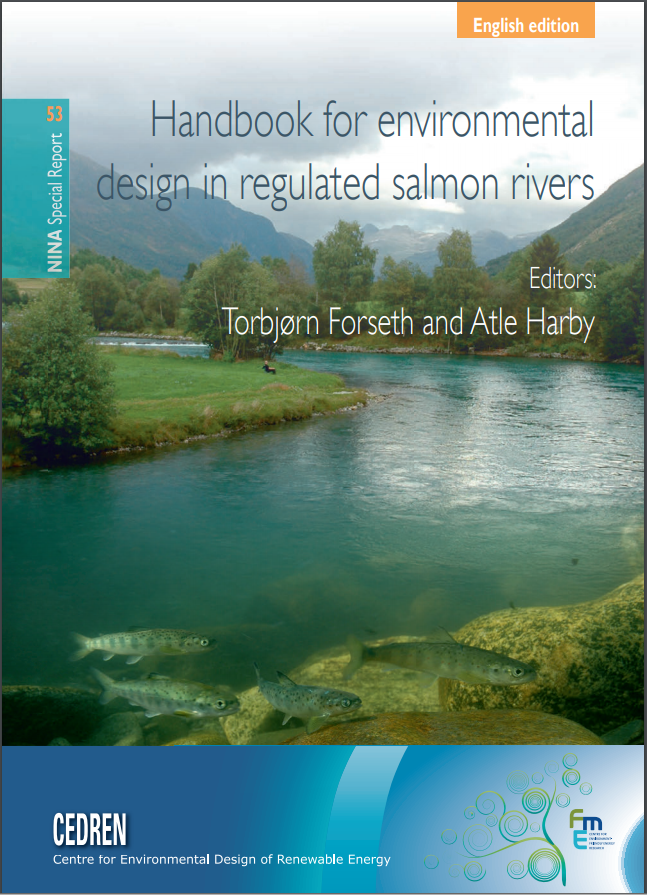 English edition
NINA Special Report 53
Handbook for environmental
design in regulated salmon rivers
Editors:
Torbjørn Forseth and Atle Harby
CEDREN
Centre for Environmental Design of Renewable Energy
FmE
CENTRE FOR
ENVIRONMENT-
FRIENDLY ENERGY
RESEARCH